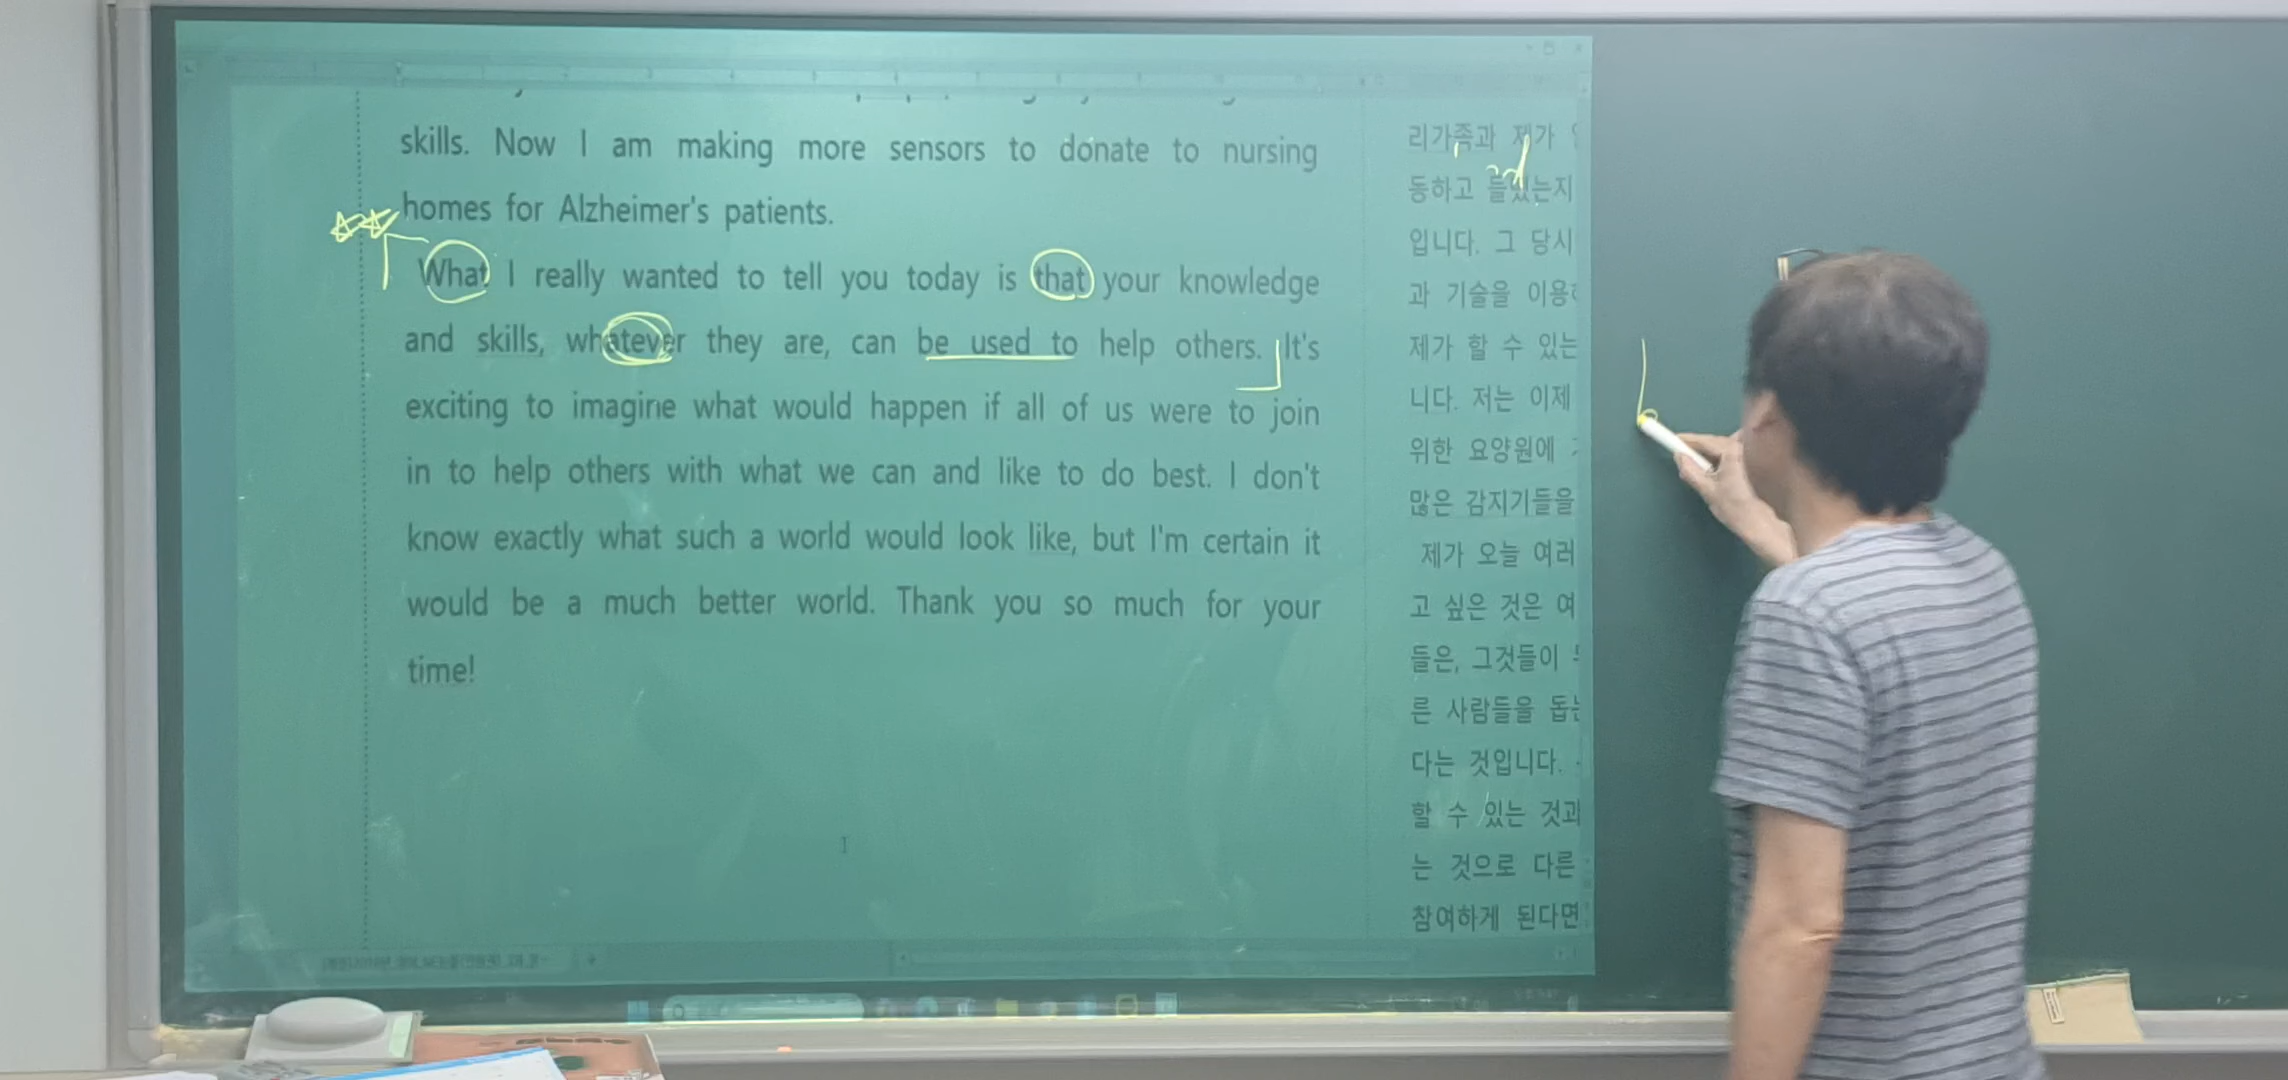 skills. Now I am making more sensors to donate to nursing
homes for Alzheimer's patients.
What I really wanted to tell you today is that your knowledge
and skills, whatever they are, can be used to help others. It's
exciting to imagine what would happen if all of us were to join
in to help others with what we can and like to do best. I don't
know exactly what such a world would look like, but I'm certain it
would be a much better world. Thank you so much for your
time!
리가족과 제가
동하고 들었는지
입니다. 그 당시
과 기술을 이용
제가 할 수 있는
니다. 저는 이제
위한 요양원에
많은 감지기들을
제가 오늘 여러
고 싶은 것은 여
들은, 그것들이
른 사람들을 돕는
다는 것입니다.
할 수 있는 것과
는 것으로 다른
참여하게 된다면